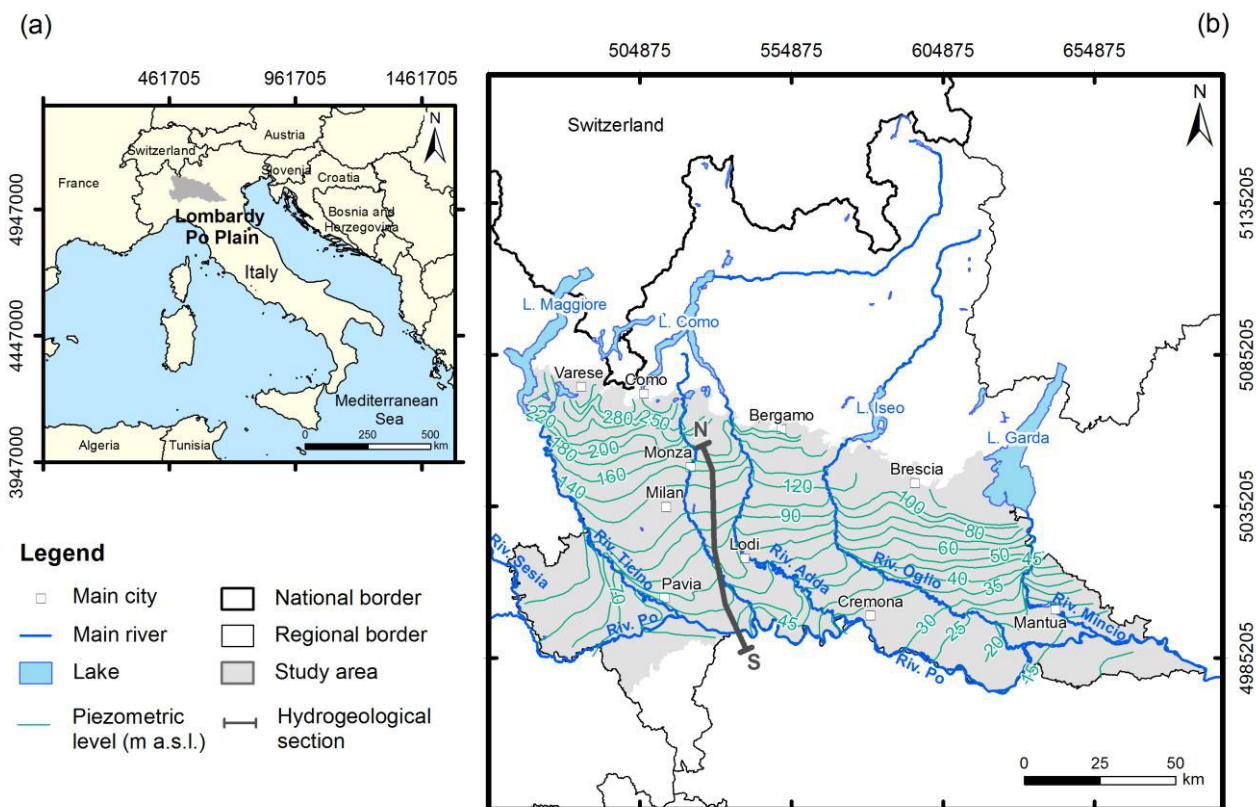 (a)
461705
961705
1461705
4947000
4447000
3947000
N
Austria
Switzerland
Slovenia
Croatia
France
Bosnia and
Herzegovina
Lombardy
Po Plain
Italy
Mediterranean
Sea
Algeria
Tunisia
0 250 500
km
Legend
Main city
Main river
Lake
Piezometric
level (m a.s.l.)
National border
Regional border
Study area
Hydrogeological
section
(b)
504875
554875
604875
654875
5135205
5085205
5035205
4985205
N
Switzerland
L. Maggiore
L. Como
Varese
Como
Bergamo
L. Iseo
L. Garda
220
280
250
180
200
N
Monza
160
Brescia
140
Milan
120
100
90
80
Lodi
60
50
45
Riv. Sesia
Riv. Ticino
Riv. Adda
Riv. Oglio
40
35
70
Pavia
Cremona
Riv. Mincio
Mantua
Riv. Po
45
30
25
20
S
Riv. Po
15
0 25 50
km